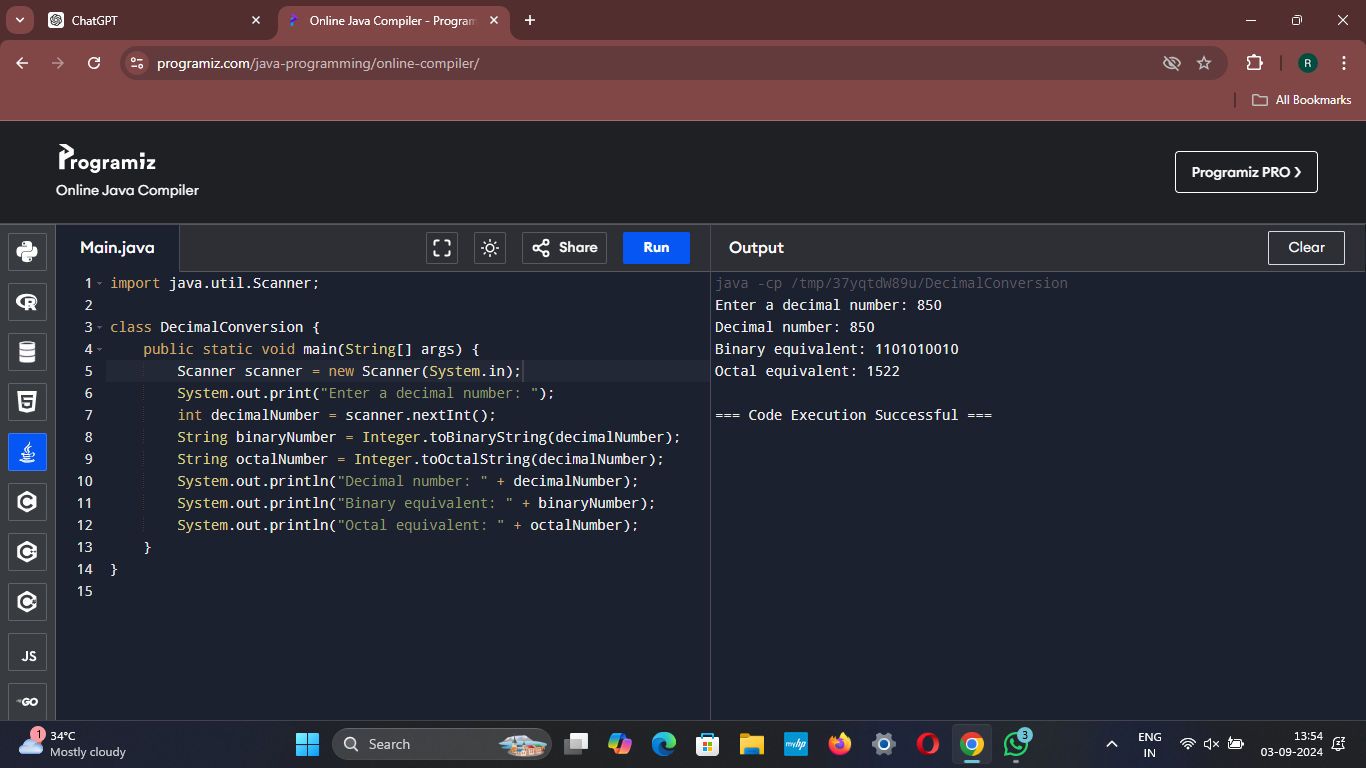 ChatGPT
Online Java Compiler - Program
programiz.com/java-programming/online-compiler/
R
All Bookmarks
Programiz
Online Java Compiler
Programiz PRO ❯
Main.java
Share
Run
Output
Clear
1 import java.util.Scanner;
2
3 class DecimalConversion {
4 public static void main(String[] args) {
5 Scanner scanner = new Scanner(System.in);
6 System.out.print("Enter a decimal number: ");
7 int decimalNumber = scanner.nextInt();
8 String binaryNumber = Integer.toBinaryString(decimalNumber);
9 String octalNumber = Integer.toOctalString(decimalNumber);
10 System.out.println("Decimal number: " + decimalNumber);
11 System.out.println("Binary equivalent: " + binaryNumber);
12 System.out.println("Octal equivalent: " + octalNumber);
13 }
14 }
15
java -cp /tmp/37yqtdW89u/DecimalConversion
Enter a decimal number: 850
Decimal number: 850
Binary equivalent: 1101010010
Octal equivalent: 1522
=== Code Execution Successful ===
R
5
C
C
C
JS
GO
1
34°C
Mostly cloudy
Search
myhp
3
ENG
IN
13:54
03-09-2024